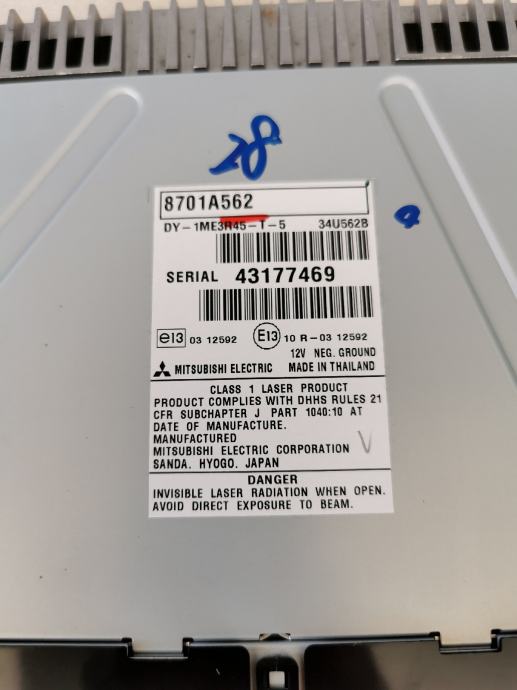 28
8701A562
DY-1ME3R45-T-5 34U562B
SERIAL 43177469
e13 03 12592 E13 10 R-03 12592
12V NEG. GROUND
MITSUBISHI ELECTRIC MADE IN THAILAND
CLASS 1 LASER PRODUCT
PRODUCT COMPLIES WITH DHHS RULES 21
CFR SUBCHAPTER J PART 1040:10 AT
DATE OF MANUFACTURE.
MANUFACTURED
MITSUBISHI ELECTRIC CORPORATION
SANDA. HYOGO. JAPAN
DANGER
INVISIBLE LASER RADIATION WHEN OPEN.
AVOID DIRECT EXPOSURE TO BEAM.